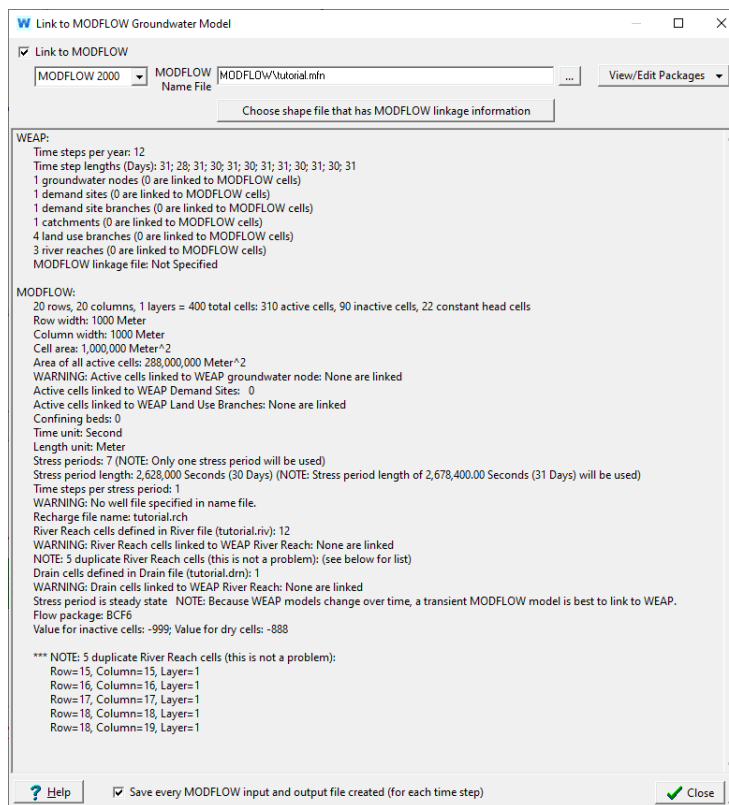 Link to MODFLOW Groundwater Model
Link to MODFLOW
MODFLOW 2000 MODFLOW Name File MODFLOW\tutorial.mfn ... View/Edit Packages
Choose shape file that has MODFLOW linkage information
WEAP:
Time steps per year: 12
Time step lengths (Days): 31; 28; 31; 30; 31; 30; 31; 31; 30; 31; 30; 31
1 groundwater nodes (0 are linked to MODFLOW cells)
1 demand sites (0 are linked to MODFLOW cells)
1 demand site branches (0 are linked to MODFLOW cells)
1 catchments (0 are linked to MODFLOW cells)
4 land use branches (0 are linked to MODFLOW cells)
3 river reaches (0 are linked to MODFLOW cells)
MODFLOW linkage file: Not Specified
MODFLOW:
20 rows, 20 columns, 1 layers = 400 total cells: 310 active cells, 90 inactive cells, 22 constant head cells
Row width: 1000 Meter
Column width: 1000 Meter
Cell area: 1,000,000 Meter^2
Area of all active cells: 288,000,000 Meter^2
WARNING: Active cells linked to WEAP groundwater node: None are linked
Active cells linked to WEAP Demand Sites: 0
Active cells linked to WEAP Land Use Branches: None are linked
Confining beds: 0
Time unit: Second
Length unit: Meter
Stress periods: 7 (NOTE: Only one stress period will be used)
Stress period length: 2,628,000 Seconds (30 Days) (NOTE: Stress period length of 2,678,400.00 Seconds (31 Days) will be used)
Time steps per stress period: 1
WARNING: No well file specified in name file.
Recharge file name: tutorial.rch
River Reach cells defined in River file (tutorial.riv): 12
WARNING: River Reach cells linked to WEAP River Reach: None are linked
NOTE: 5 duplicate River Reach cells (this is not a problem): (see below for list)
Drain cells defined in Drain file (tutorial.drn): 1
WARNING: Drain cells linked to WEAP River Reach: None are linked
Stress period is steady state NOTE: Because WEAP models change over time, a transient MODFLOW model is best to link to WEAP.
Flow package: BCF6
Value for inactive cells: -999; Value for dry cells: -888
*** NOTE: 5 duplicate River Reach cells (this is not a problem):
Row=15, Column=15, Layer=1
Row=16, Column=16, Layer=1
Row=17, Column=17, Layer=1
Row=18, Column=18, Layer=1
Row=18, Column=19, Layer=1
? Help Save every MODFLOW input and output file created (for each time step) Close